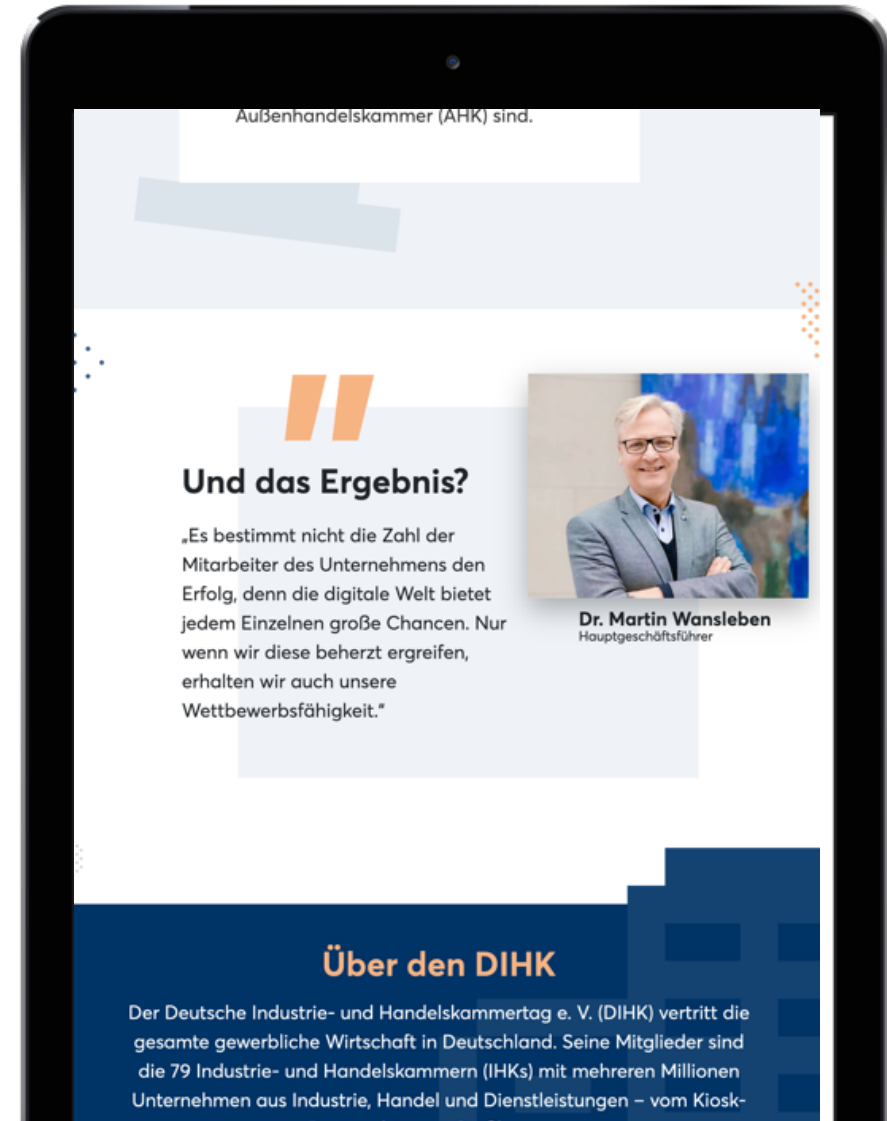 Außenhandelskammer (AHK) sind.
Und das Ergebnis?
„Es bestimmt nicht die Zahl der
Mitarbeiter des Unternehmens den
Erfolg, denn die digitale Welt bietet
jedem Einzelnen große Chancen. Nur
wenn wir diese beherzt ergreifen,
erhalten wir auch unsere
Wettbewerbsfähigkeit.“
Dr. Martin Wansleben
Hauptgeschäftsführer
Über den DIHK
Der Deutsche Industrie- und Handelskammertag e. V. (DIHK) vertritt die
gesamte gewerbliche Wirtschaft in Deutschland. Seine Mitglieder sind
die 79 Industrie- und Handelskammern (IHKs) mit mehreren Millionen
Unternehmen aus Industrie, Handel und Dienstleistungen – vom Kiosk-